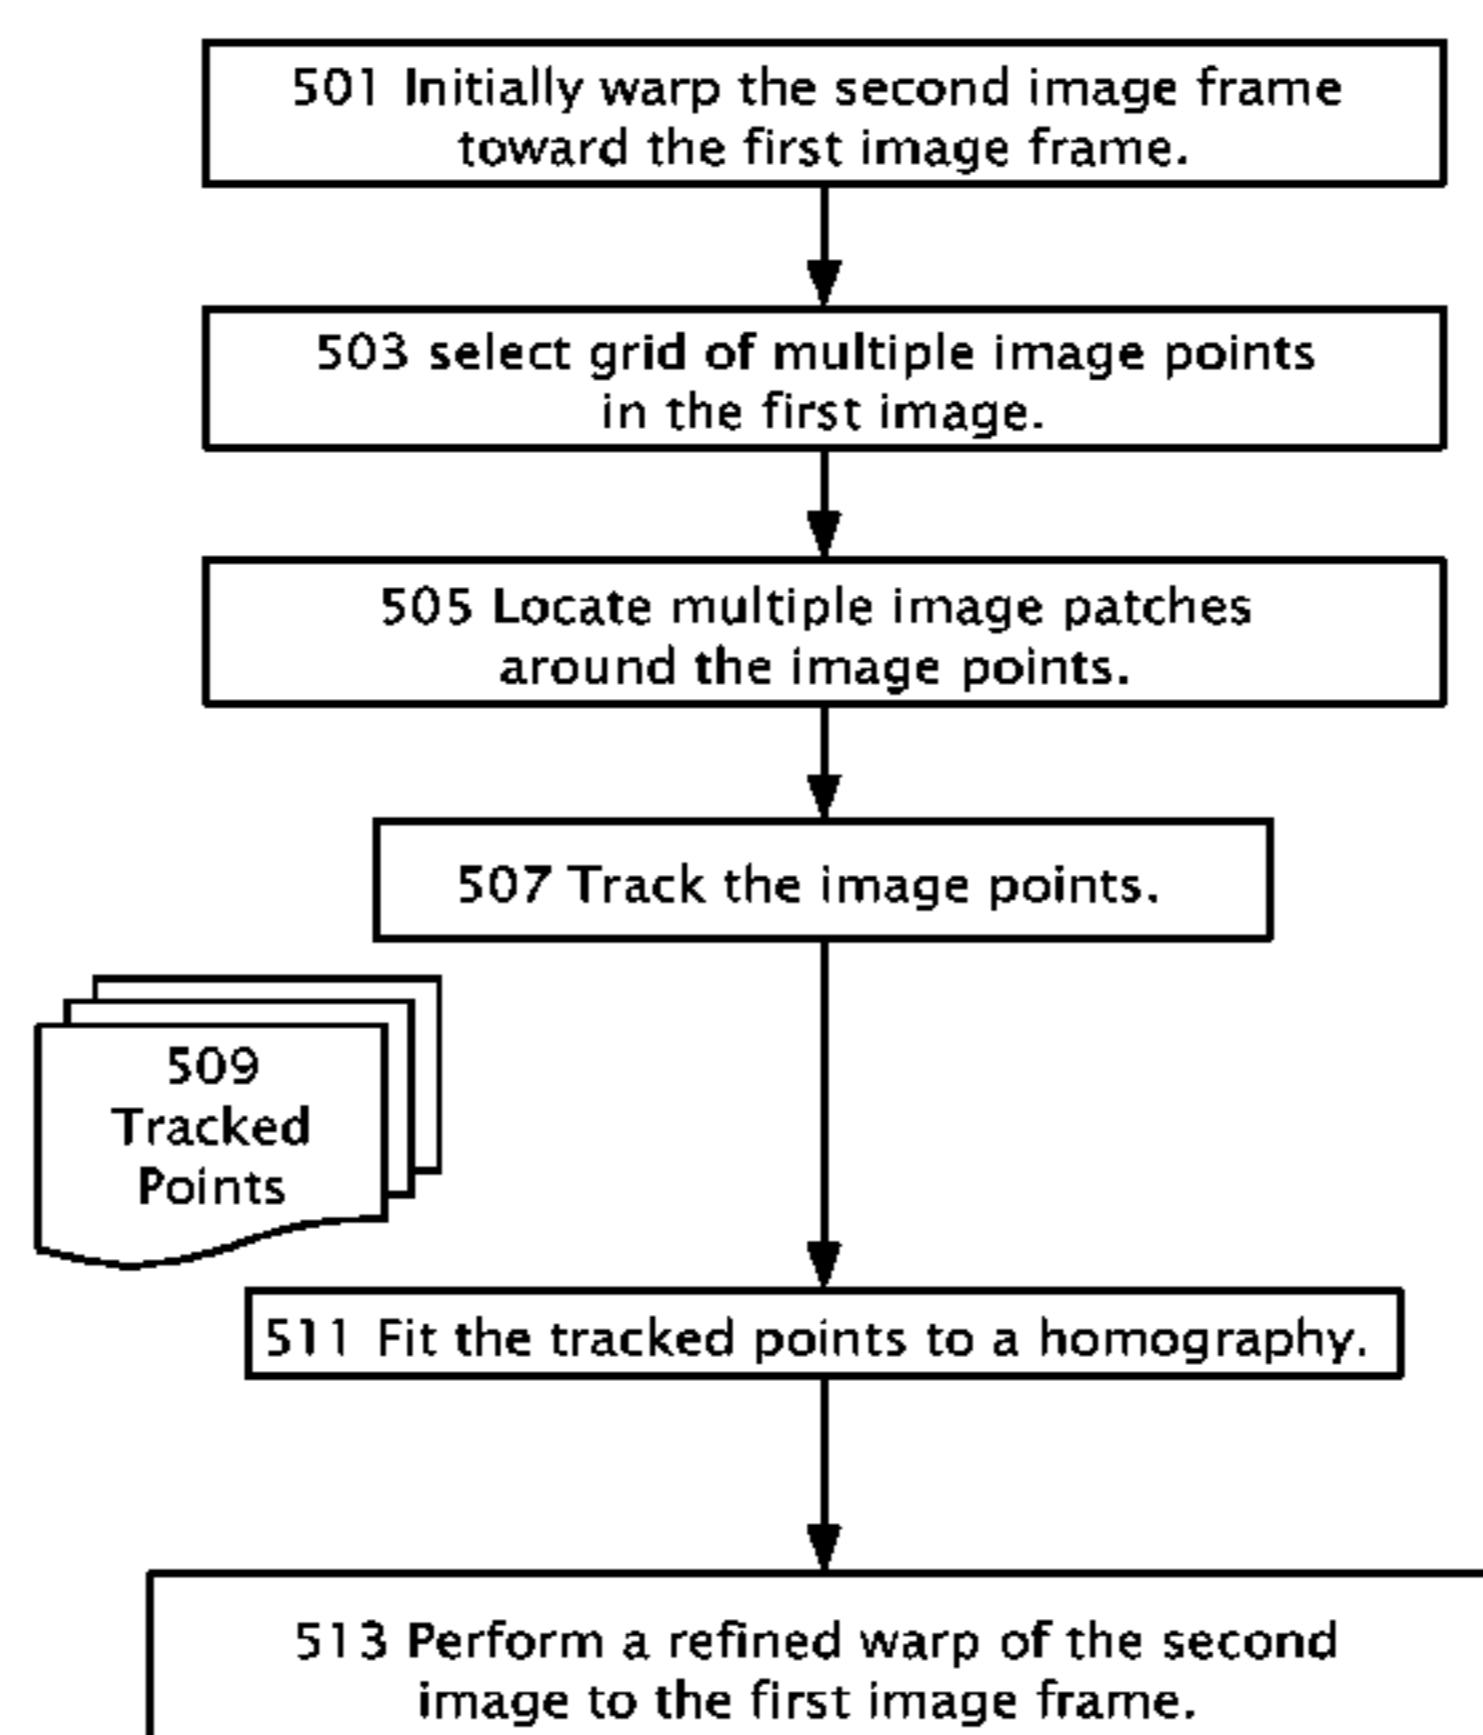 501 Initially warp the second image frame
toward the first image frame.
503 select grid of multiple image points
in the first image.
505 Locate multiple image patches
around the image points.
507 Track the image points.
509
Tracked
Points
511 Fit the tracked points to a homography.
513 Perform a refined warp of the second
image to the first image frame.